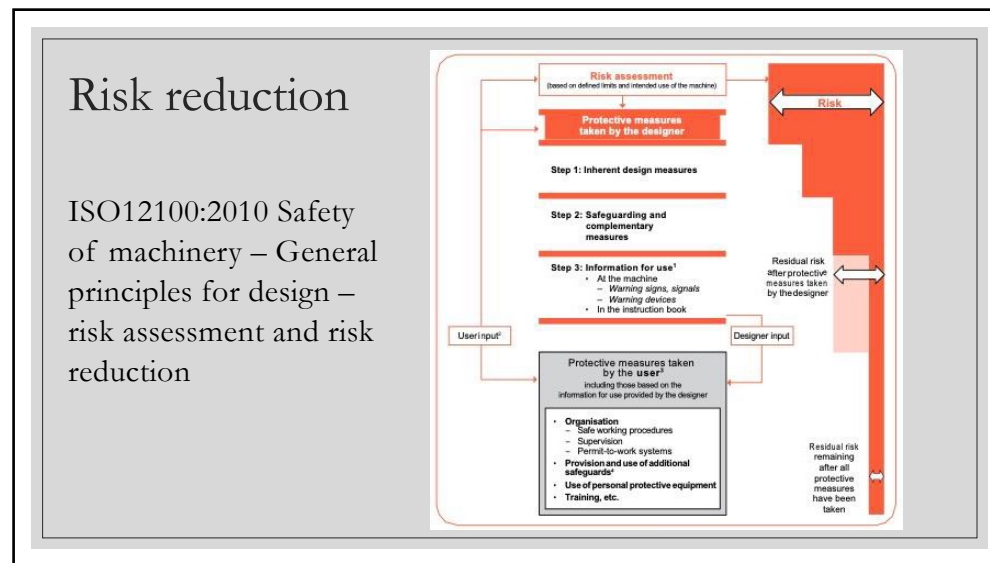 Risk reduction
ISO12100:2010 Safety
of machinery – General
principles for design –
risk assessment and risk
reduction
Risk assessment
(based on defined limits and intended use of the machine)
Risk
Protective measures
taken by the designer
Step 1: Inherent design measures
Step 2: Safeguarding and
complementary
measures
Step 3: Information for use¹
• At the machine
– Warning signs, signals
– Warning devices
• In the instruction book
Residual risk
after protective
measures taken
by the designer
User input²
Designer input
Protective measures taken
by the user³
including those based on the
information for use provided by the designer
• Organisation
– Safe working procedures
– Supervision
– Permit-to-work systems
• Provision and use of additional
safeguards⁴
• Use of personal protective equipment
• Training, etc.
Residual risk
remaining
after all
protective
measures
have been
taken